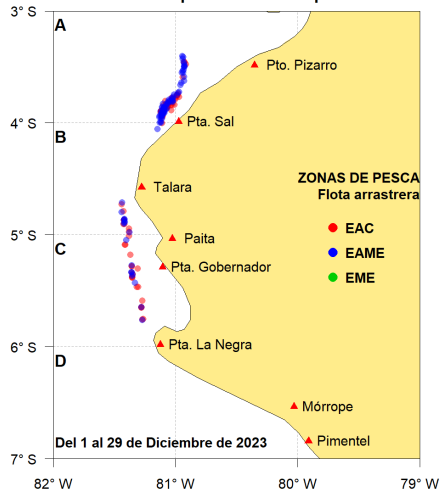 3° S
A
Pto. Pizarro
4° S
Pta. Sal
B
ZONAS DE PESCA
Talara
Flota arrastrera
EAC
5° S
Paita
C
EAME
Pta. Gobernador
EME
6° S
Pta. La Negra
D
Mórrope
Del 1 al 29 de Diciembre de 2023
Pimentel
7° S
82° W
81° W
80° W
79° W